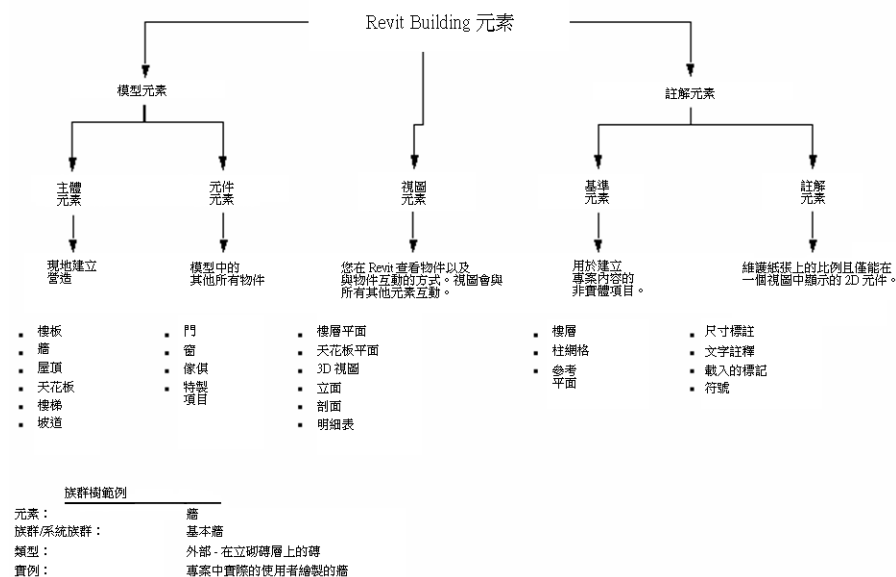 Revit Building 元素
模型元素
註解元素
主體
元素
元件
元素
視圖
元素
基準
元素
註解
元素
現地建立
營造
模型中的
其他所有物件
您在 Revit 查看物件以及
與物件互動的方式。視圖會與
所有其他元素互動。
用於建立
專案內容的
非實體項目。
維護紙張上的比例且僅能在
一個視圖中顯示的 2D 元件。
▪ 樓板
▪ 牆
▪ 屋頂
▪ 天花板
▪ 樓梯
▪ 坡道
▪ 門
▪ 窗
▪ 傢俱
▪ 特製
項目
▪ 樓層平面
▪ 天花板平面
▪ 3D 視圖
▪ 立面
▪ 剖面
▪ 明細表
▪ 樓層
▪ 柱網格
▪ 參考
平面
▪ 尺寸標註
▪ 文字註釋
▪ 載入的標記
▪ 符號
族群樹範例
元素: 牆
族群/系統族群: 基本牆
類型: 外部 - 在立砌磚層上的磚
實例: 專案中實際的使用者繪製的牆